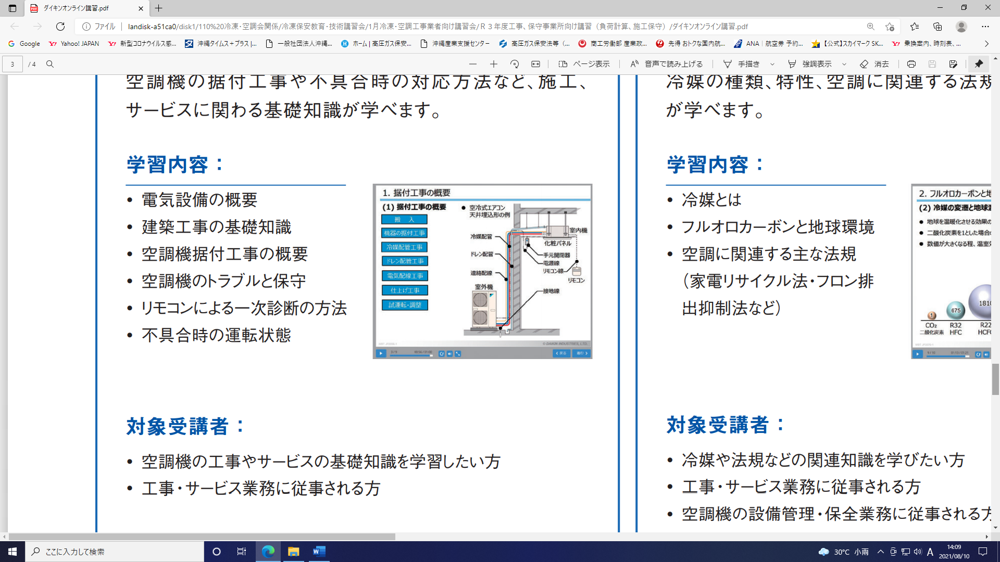 ダイキンオンライン講習.pdf
ファイル
landisk-a51ca0/disk1/110%20冷凍・空調会関係/冷凍保安教育・技術講習会/1月冷凍・空調工事業者向け講習会/Ｒ３年度工事、保守事業所向け講習（負荷計算、施工保守）/ダイキンオンライン講習.pdf
Google
Yahoo! JAPAN
新型コロナウイルス感...
沖縄タイムス+プラス |...
一般社団法人沖縄...
ホーム | 高圧ガス保安...
沖縄産業支援センター
高圧ガス保安法等（...
商工労働部 産業政...
先得 おトクな国内航...
ANA｜航空券 予約...
【公式】スカイマーク SK...
乗換案内、時刻表、...
3 / 4
ページ表示
音声で読み上げる
手描き
強調表示
消去
空調機の据付工事や不具合時の対応方法など、施工、
サービスに関わる基礎知識が学べます。
学習内容：
• 電気設備の概要
• 建築工事の基礎知識
• 空調機据付工事の概要
• 空調機のトラブルと保守
• リモコンによる一次診断の方法
• 不具合時の運転状態
1. 据付工事の概要
(1) 据付工事の概要
● 空冷式エアコン
天井埋込形の例
搬 入
機器の据付工事
冷媒配管工事
ドレン配管工事
電気配線工事
仕上げ工事
試運転・調整
冷媒配管
ドレン配管
連絡配線
室外機
室内機
化粧パネル
手元開閉器
電源線
リモコン線
リモコン
接地線
© DAIKIN INDUSTRIES, LTD.
3 / 9
00:56 / 01:00
戻る
進む
対象受講者：
• 空調機の工事やサービスの基礎知識を学習したい方
• 工事・サービス業務に従事される方
冷媒の種類、特性、空調に関連する法規
が学べます。
学習内容：
• 冷媒とは
• フルオロカーボンと地球環境
• 空調に関連する主な法規
（家電リサイクル法・フロン排
出抑制法など）
2. フルオロカーボンと地
(2) 冷媒の変遷と地球温
● 地球を温暖化させる効果の
● 二酸化炭素を1とした場合の
● 数値が大きくなる程、温室効
1
675
1810
CO₂
二酸化炭素
R32
HFC
R22
HCFC
9 / 10
01:13 / 01:21
対象受講者：
• 冷媒や法規などの関連知識を学びたい方
• 工事・サービス業務に従事される方
• 空調機の設備管理・保全業務に従事される方
ここに入力して検索
30°C 小雨
A
14:09
2021/08/10